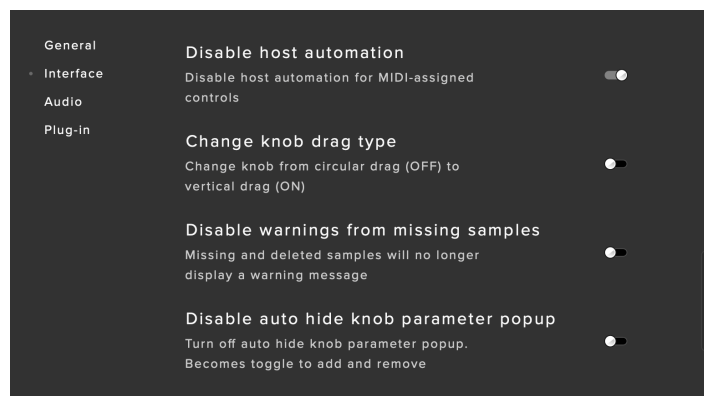 General
Interface
Audio
Plug-in
Disable host automation
Disable host automation for MIDI-assigned
controls
Change knob drag type
Change knob from circular drag (OFF) to
vertical drag (ON)
Disable warnings from missing samples
Missing and deleted samples will no longer
display a warning message
Disable auto hide knob parameter popup
Turn off auto hide knob parameter popup.
Becomes toggle to add and remove